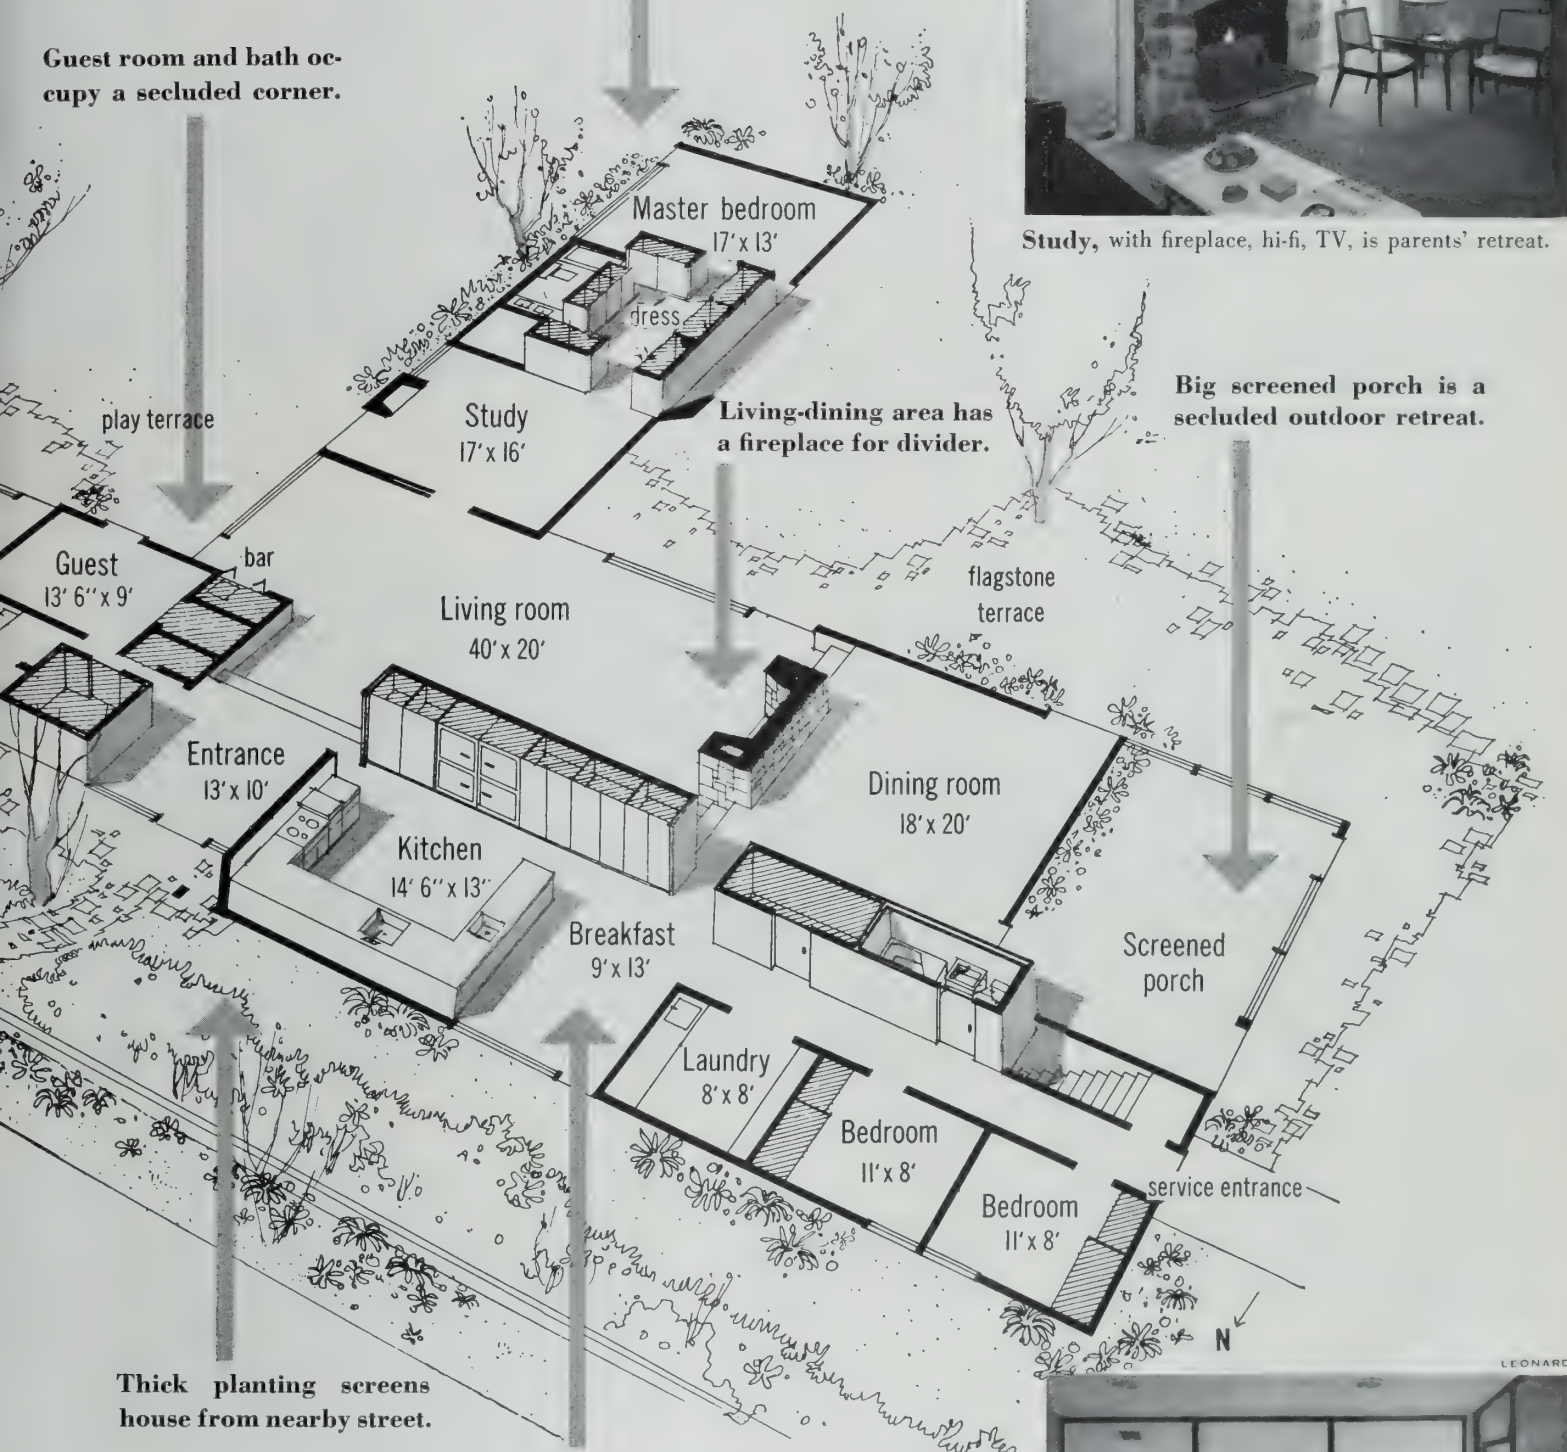 Guest room and bath oc-
cupy a secluded corner.
Study, with fireplace, hi-fi, TV, is parents' retreat.
Master bedroom
17' x 13'
dress
Big screened porch is a
secluded outdoor retreat.
play terrace
Study
17' x 16'
Living-dining area has
a fireplace for divider.
Guest
13' 6" x 9'
bar
Living room
40' x 20'
flagstone
terrace
Entrance
13' x 10'
Dining room
18' x 20'
Kitchen
14' 6" x 13"
Breakfast
9' x 13'
Screened
porch
Laundry
8' x 8'
Bedroom
11' x 8'
Bedroom
11' x 8'
service entrance
N
LEONARD
Thick planting screens
house from nearby street.